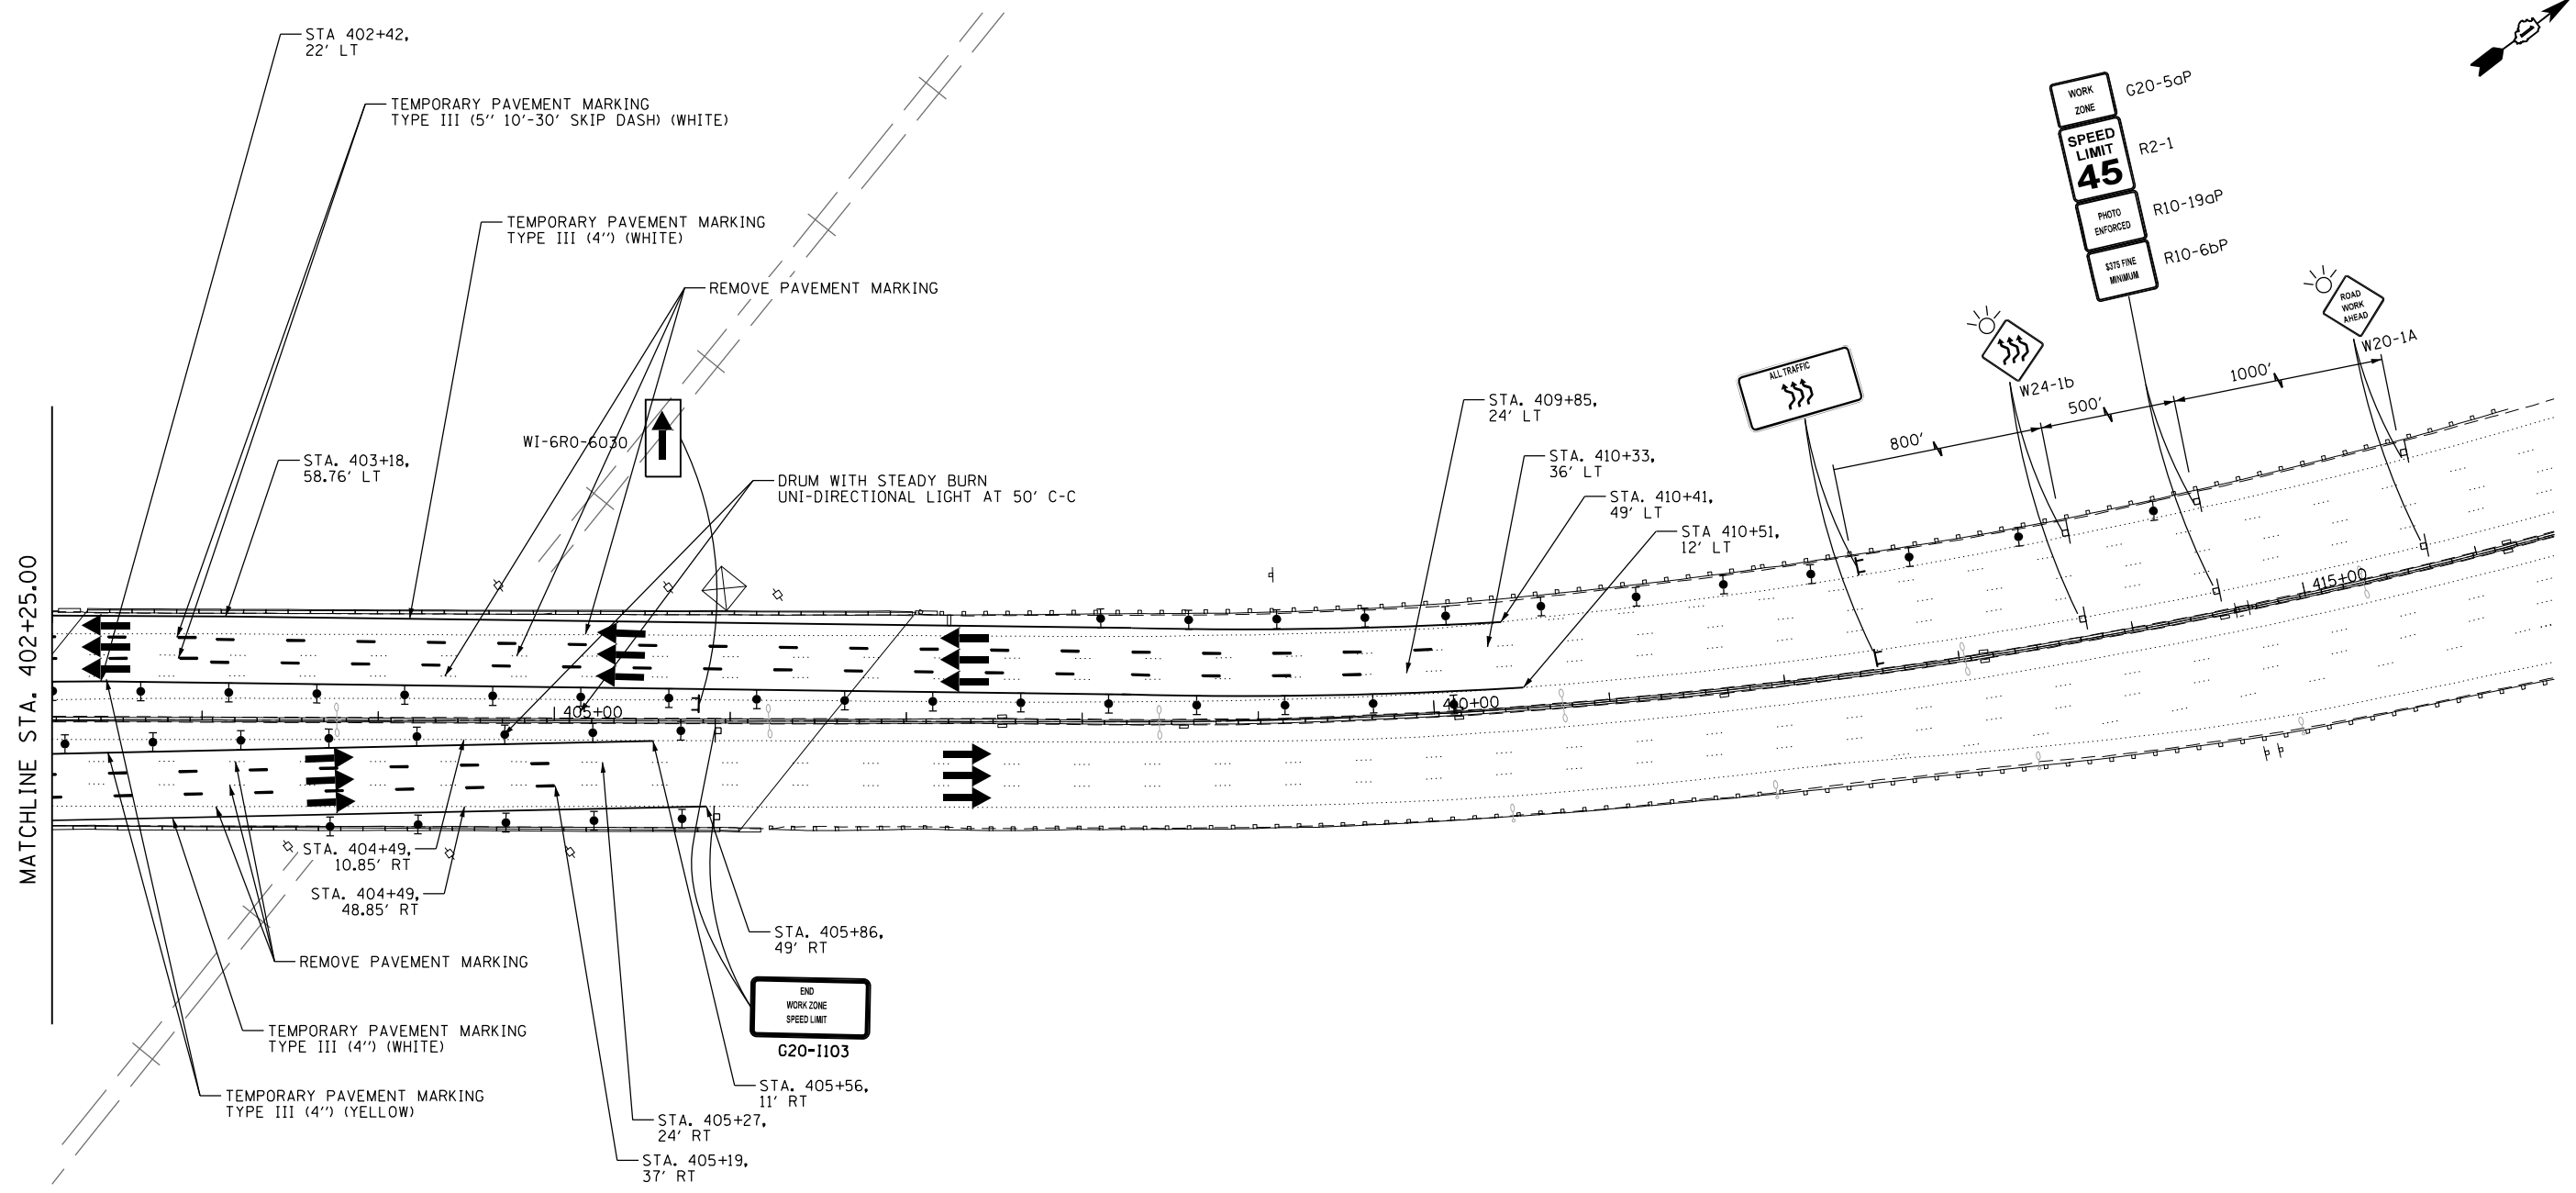 STA 402+42,
22' LT
TEMPORARY PAVEMENT MARKING
TYPE III (5'' 10'-30' SKIP DASH) (WHITE)
TEMPORARY PAVEMENT MARKING
TYPE III (4'') (WHITE)
REMOVE PAVEMENT MARKING
WI-6RO-6030
STA. 403+18,
58.76' LT
DRUM WITH STEADY BURN
UNI-DIRECTIONAL LIGHT AT 50' C-C
STA. 409+85,
24' LT
STA. 410+33,
36' LT
STA. 410+41,
49' LT
STA 410+51,
12' LT
ALL TRAFFIC
800'
W24-1b
500'
WORK
ZONE
G20-5aP
SPEED
LIMIT
45
R2-1
PHOTO
ENFORCED
R10-19aP
$375 FINE
MINIMUM
R10-6bP
1000'
ROAD
WORK
AHEAD
W20-1A
MATCHLINE STA. 402+25.00
405+00
410+00
415+00
STA. 404+49,
10.85' RT
STA. 404+49,
48.85' RT
REMOVE PAVEMENT MARKING
TEMPORARY PAVEMENT MARKING
TYPE III (4'') (WHITE)
TEMPORARY PAVEMENT MARKING
TYPE III (4'') (YELLOW)
STA. 405+86,
49' RT
END
WORK ZONE
SPEED LIMIT
G20-I103
STA. 405+56,
11' RT
STA. 405+27,
24' RT
STA. 405+19,
37' RT